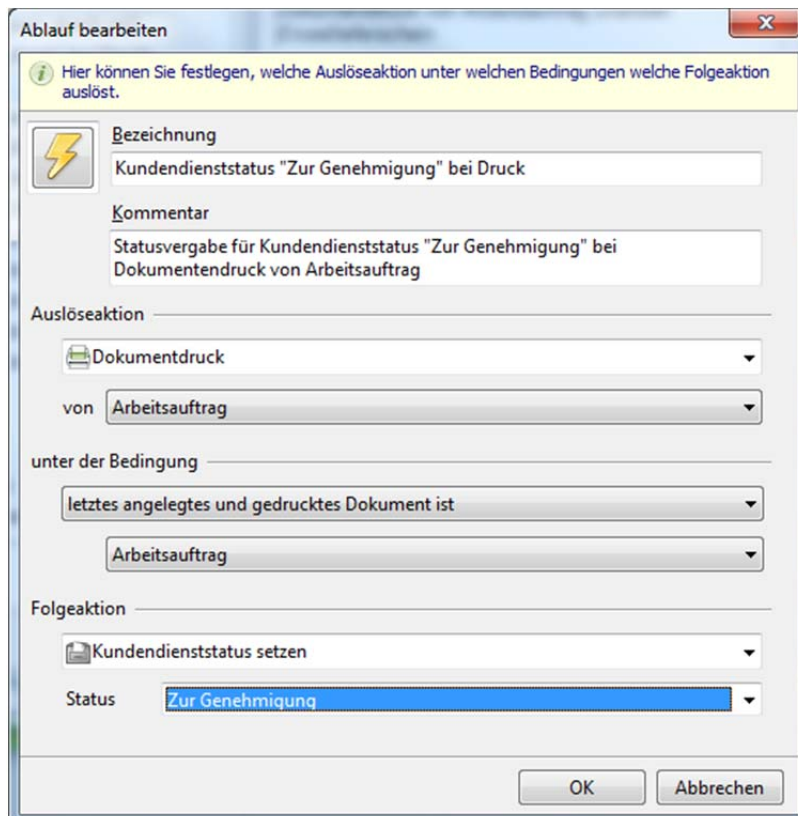 Ablauf bearbeiten
Hier können Sie festlegen, welche Auslöseaktion unter welchen Bedingungen welche Folgeaktion
auslöst.
Bezeichnung
Kundendienststatus "Zur Genehmigung" bei Druck
Kommentar
Statusvergabe für Kundendienststatus "Zur Genehmigung" bei
Dokumentendruck von Arbeitsauftrag
Auslöseaktion
Dokumentdruck
von Arbeitsauftrag
unter der Bedingung
letztes angelegtes und gedrucktes Dokument ist
Arbeitsauftrag
Folgeaktion
Kundendienststatus setzen
Status Zur Genehmigung
OK Abbrechen